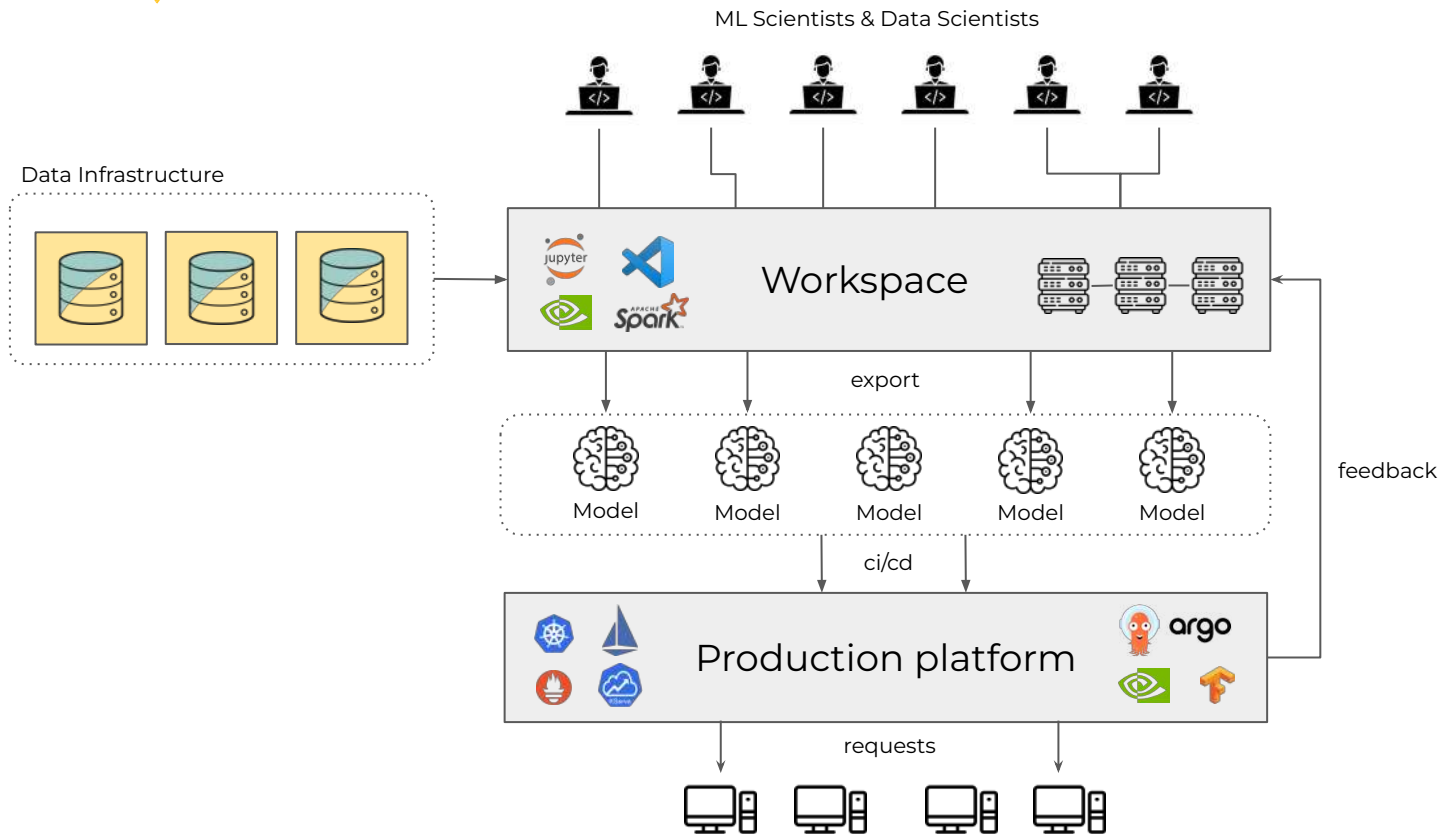 ML Scientists & Data Scientists
</>
</>
</>
</>
</>
</>
Data Infrastructure
jupyter
Workspace
APACHE
Spark
export
Model
Model
Model
Model
Model
feedback
ci/cd
argo
Production platform
KServe
requests